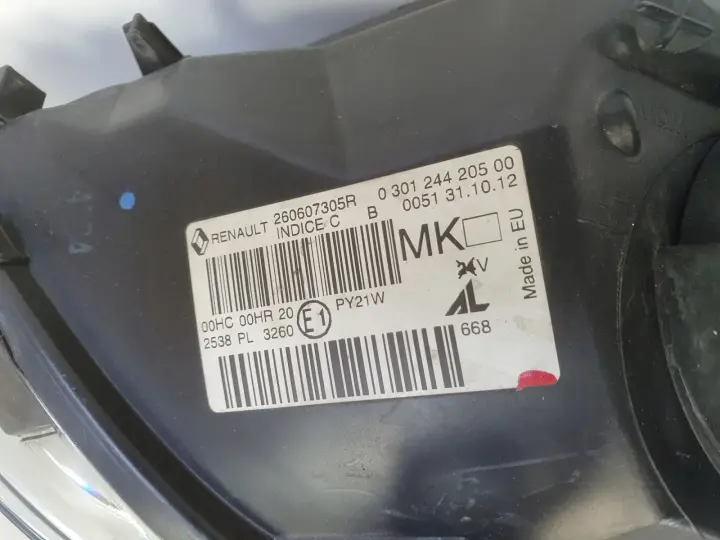 RENAULT 260607305R 0 301 244 205 00
INDICE C B 0051 31.10.12
MK
V
Made in EU
00HC 00HR 20 E1 PY21W
2538 PL 3260
AL
668